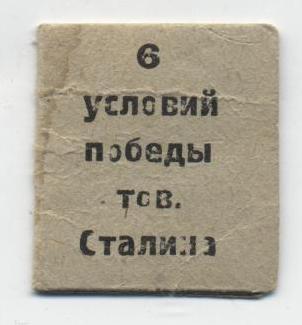 6
условий
победы
тов.
Сталина